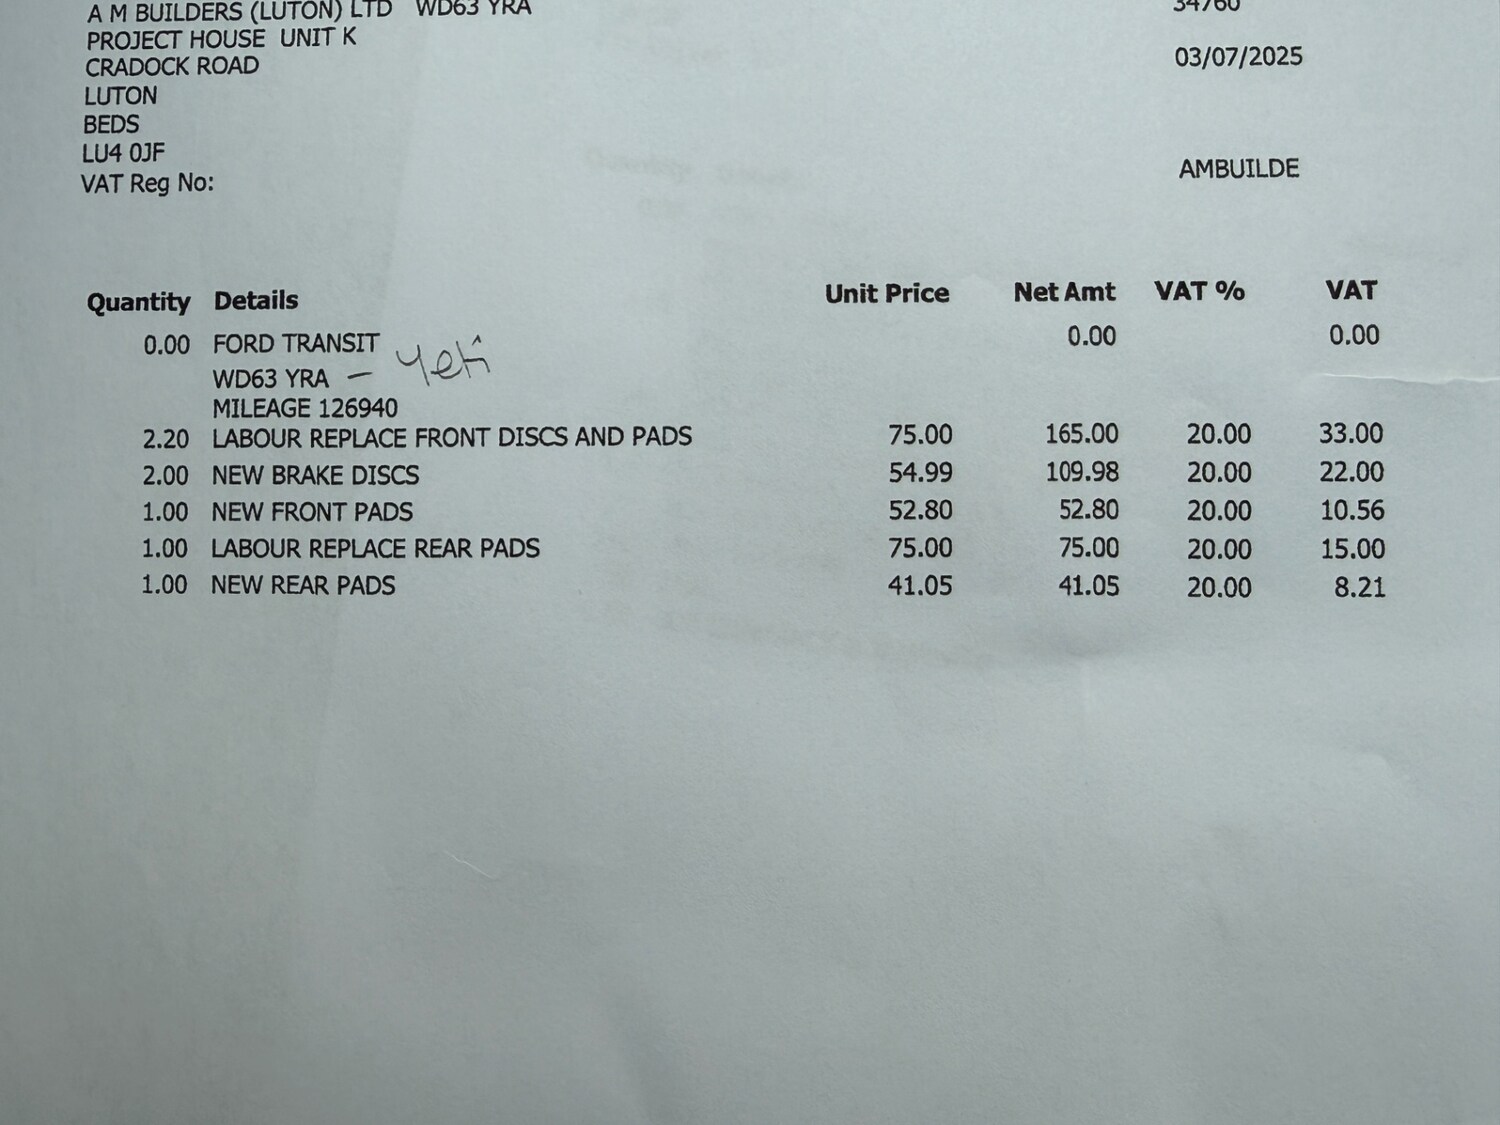 A M BUILDERS (LUTON) LTD WD63 YRA 34760
PROJECT HOUSE UNIT K
CRADOCK ROAD 03/07/2025
LUTON
BEDS
LU4 0JF AMBUILDE
VAT Reg No:
Quantity Details Unit Price Net Amt VAT % VAT
0.00 FORD TRANSIT 0.00 0.00
WD63 YRA – Yeti
MILEAGE 126940
2.20 LABOUR REPLACE FRONT DISCS AND PADS 75.00 165.00 20.00 33.00
2.00 NEW BRAKE DISCS 54.99 109.98 20.00 22.00
1.00 NEW FRONT PADS 52.80 52.80 20.00 10.56
1.00 LABOUR REPLACE REAR PADS 75.00 75.00 20.00 15.00
1.00 NEW REAR PADS 41.05 41.05 20.00 8.21